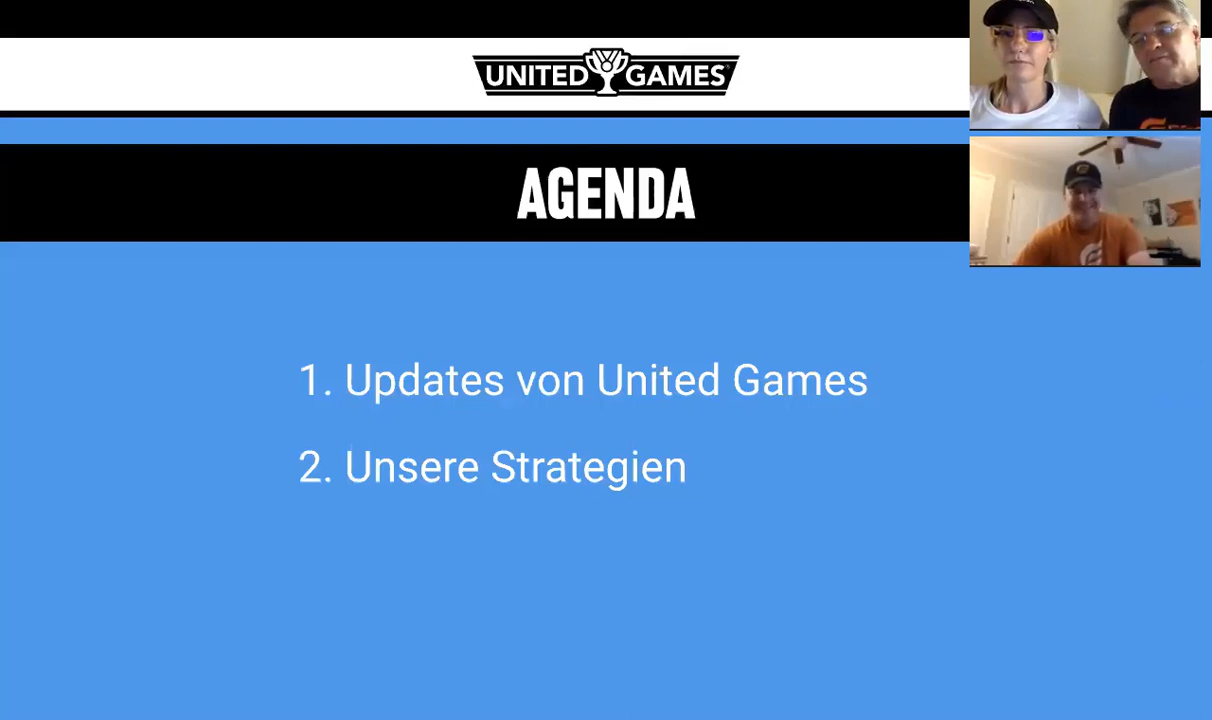 UNITED GAMES
AGENDA
1. Updates von United Games
2. Unsere Strategien